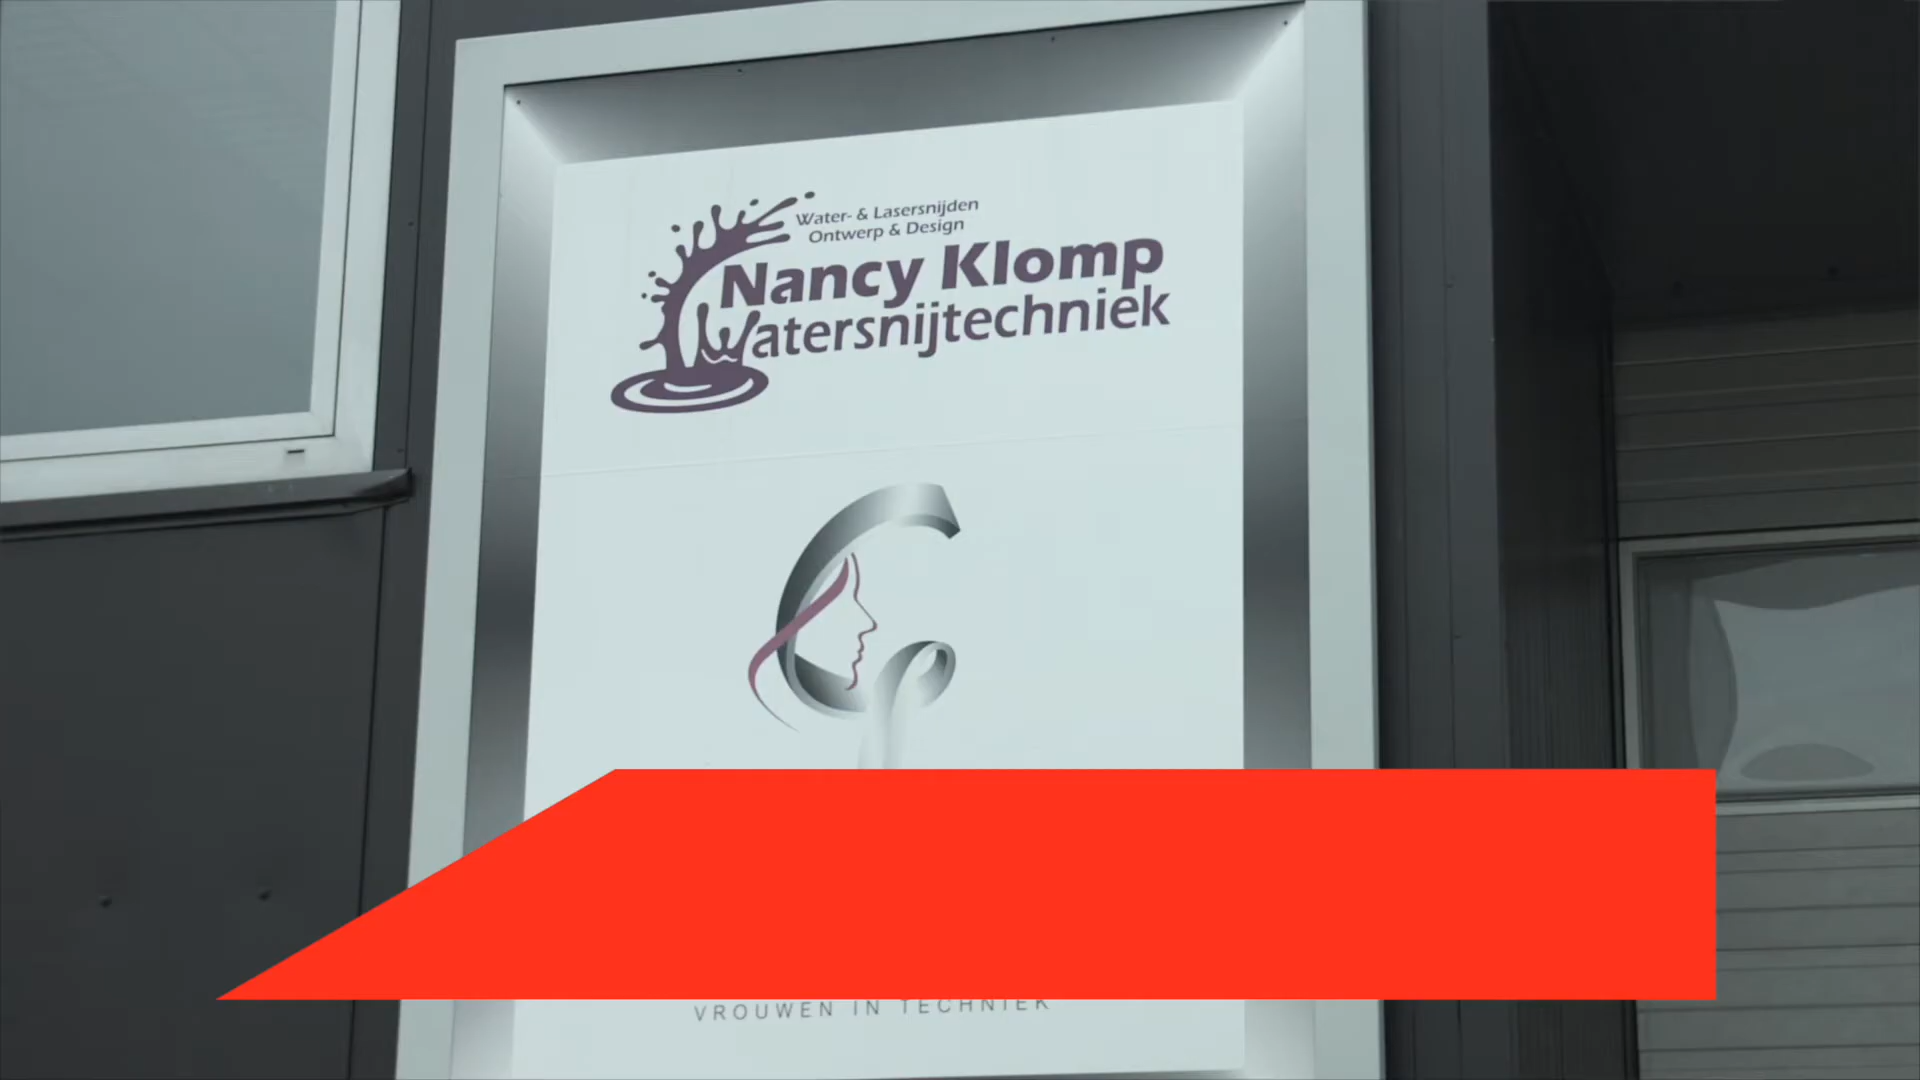 Water- & Lasersnijden
Ontwerp & Design
Nancy Klomp
Watersnijtechniek
VROUWEN IN TECHNIEK